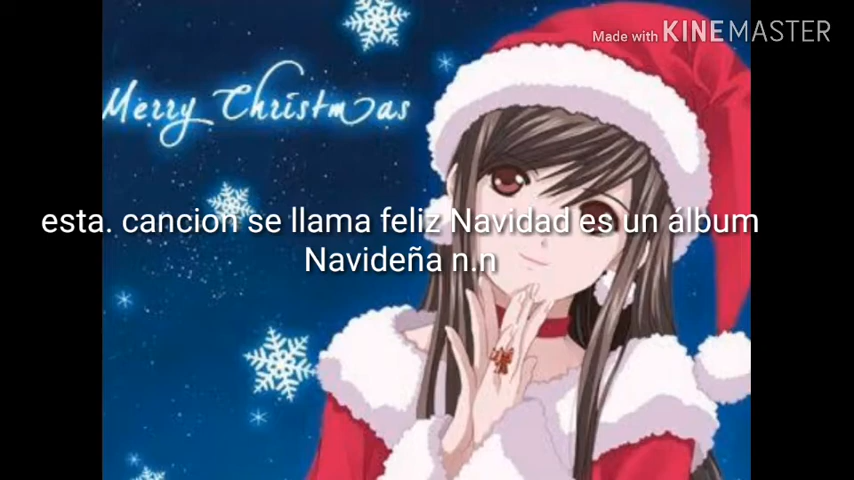 Made with KINEMASTER
Merry Christmas
esta. cancion se llama feliz Navidad es un álbum
Navideña n.n